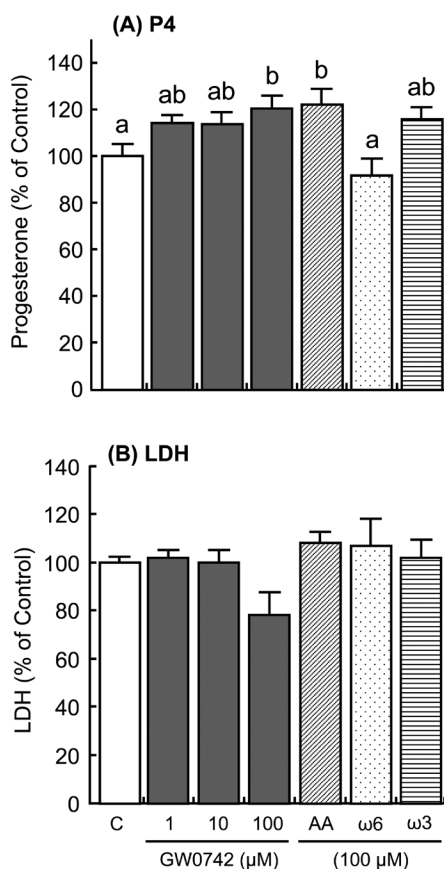 (A) P4
Progesterone (% of Control)
140
120
100
80
60
40
20
0
a
ab
ab
b
b
a
ab
(B) LDH
LDH (% of Control)
140
120
100
80
60
40
20
0
C 1 10 100 AA ω6 ω3
GW0742 (μM) (100 μM)